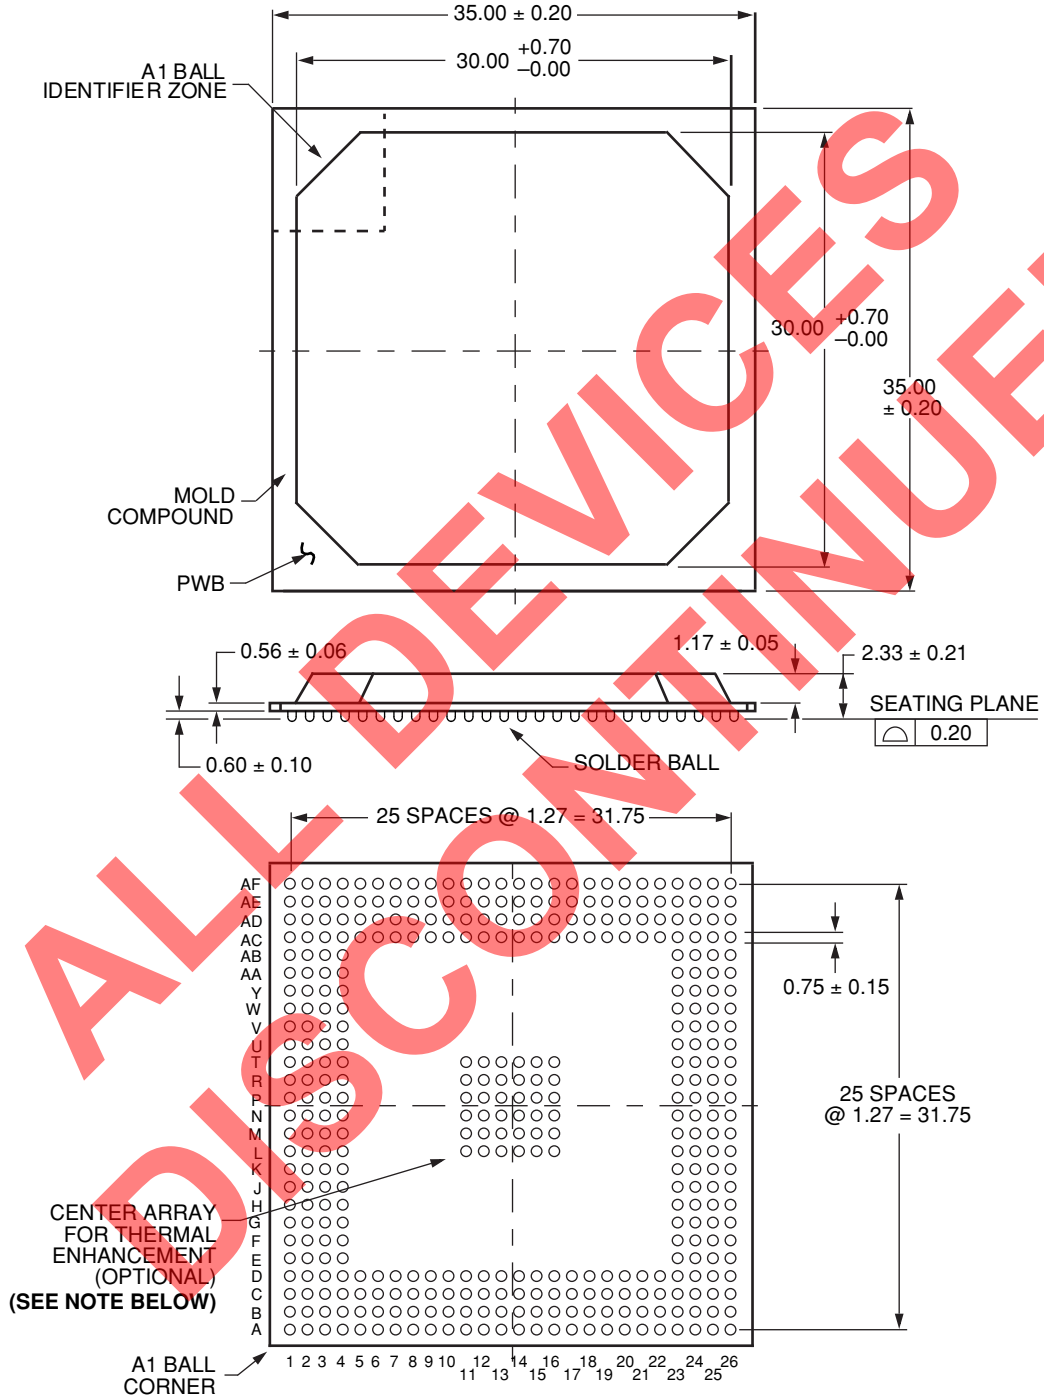 35.00 ± 0.20
30.00 +0.70
–0.00
A1 BALL
IDENTIFIER ZONE
30.00 +0.70
–0.00
35.00
± 0.20
MOLD
COMPOUND
PWB
0.56 ± 0.06
1.17 ± 0.05
2.33 ± 0.21
SEATING PLANE
0.20
0.60 ± 0.10
SOLDER BALL
25 SPACES @ 1.27 = 31.75
AF
AE
AD
AC
AB
AA
Y
W
V
U
T
R
P
N
M
L
K
J
H
G
F
E
D
C
B
A
0.75 ± 0.15
25 SPACES
@ 1.27 = 31.75
CENTER ARRAY
FOR THERMAL
ENHANCEMENT
(OPTIONAL)
(SEE NOTE BELOW)
A1 BALL
CORNER
1 2 3 4 5 6 7 8 9 10 12 14 16 18 20 22 24 26
11 13 15 17 19 21 23 25
ALL DEVICES
DISCONTINUE